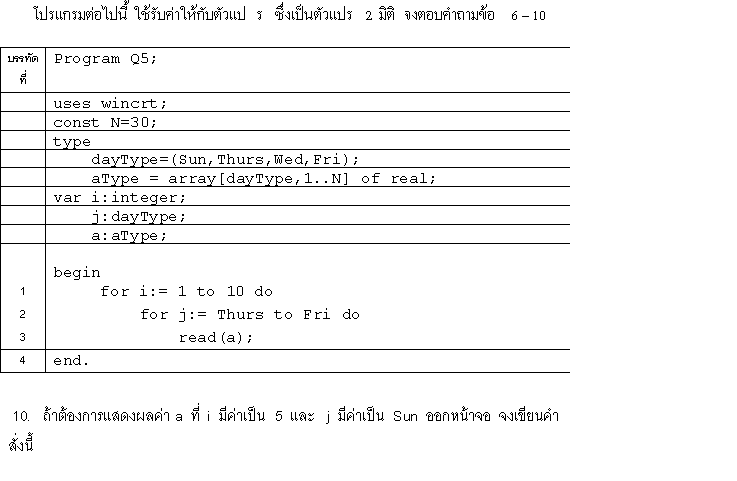 โปรแกรมต่อไปนี้ ใช้รับค่าให้กับตัวแป ร ซึ่งเป็นตัวแปร 2 มิติ จงตอบคำถามข้อ 6 – 10
บรรทัดที่ Program Q5;
uses wincrt;
const N=30;
type
dayType=(Sun,Thurs,Wed,Fri);
aType = array[dayType,1..N] of real;
var i:integer;
j:dayType;
a:aType;
begin
1 for i:= 1 to 10 do
2 for j:= Thurs to Fri do
3 read(a);
4 end.
10. ถ้าต้องการแสดงผลค่า a ที่ i มีค่าเป็น 5 และ j มีค่าเป็น Sun ออกหน้าจอ จงเขียนคำ
สั่งนี้